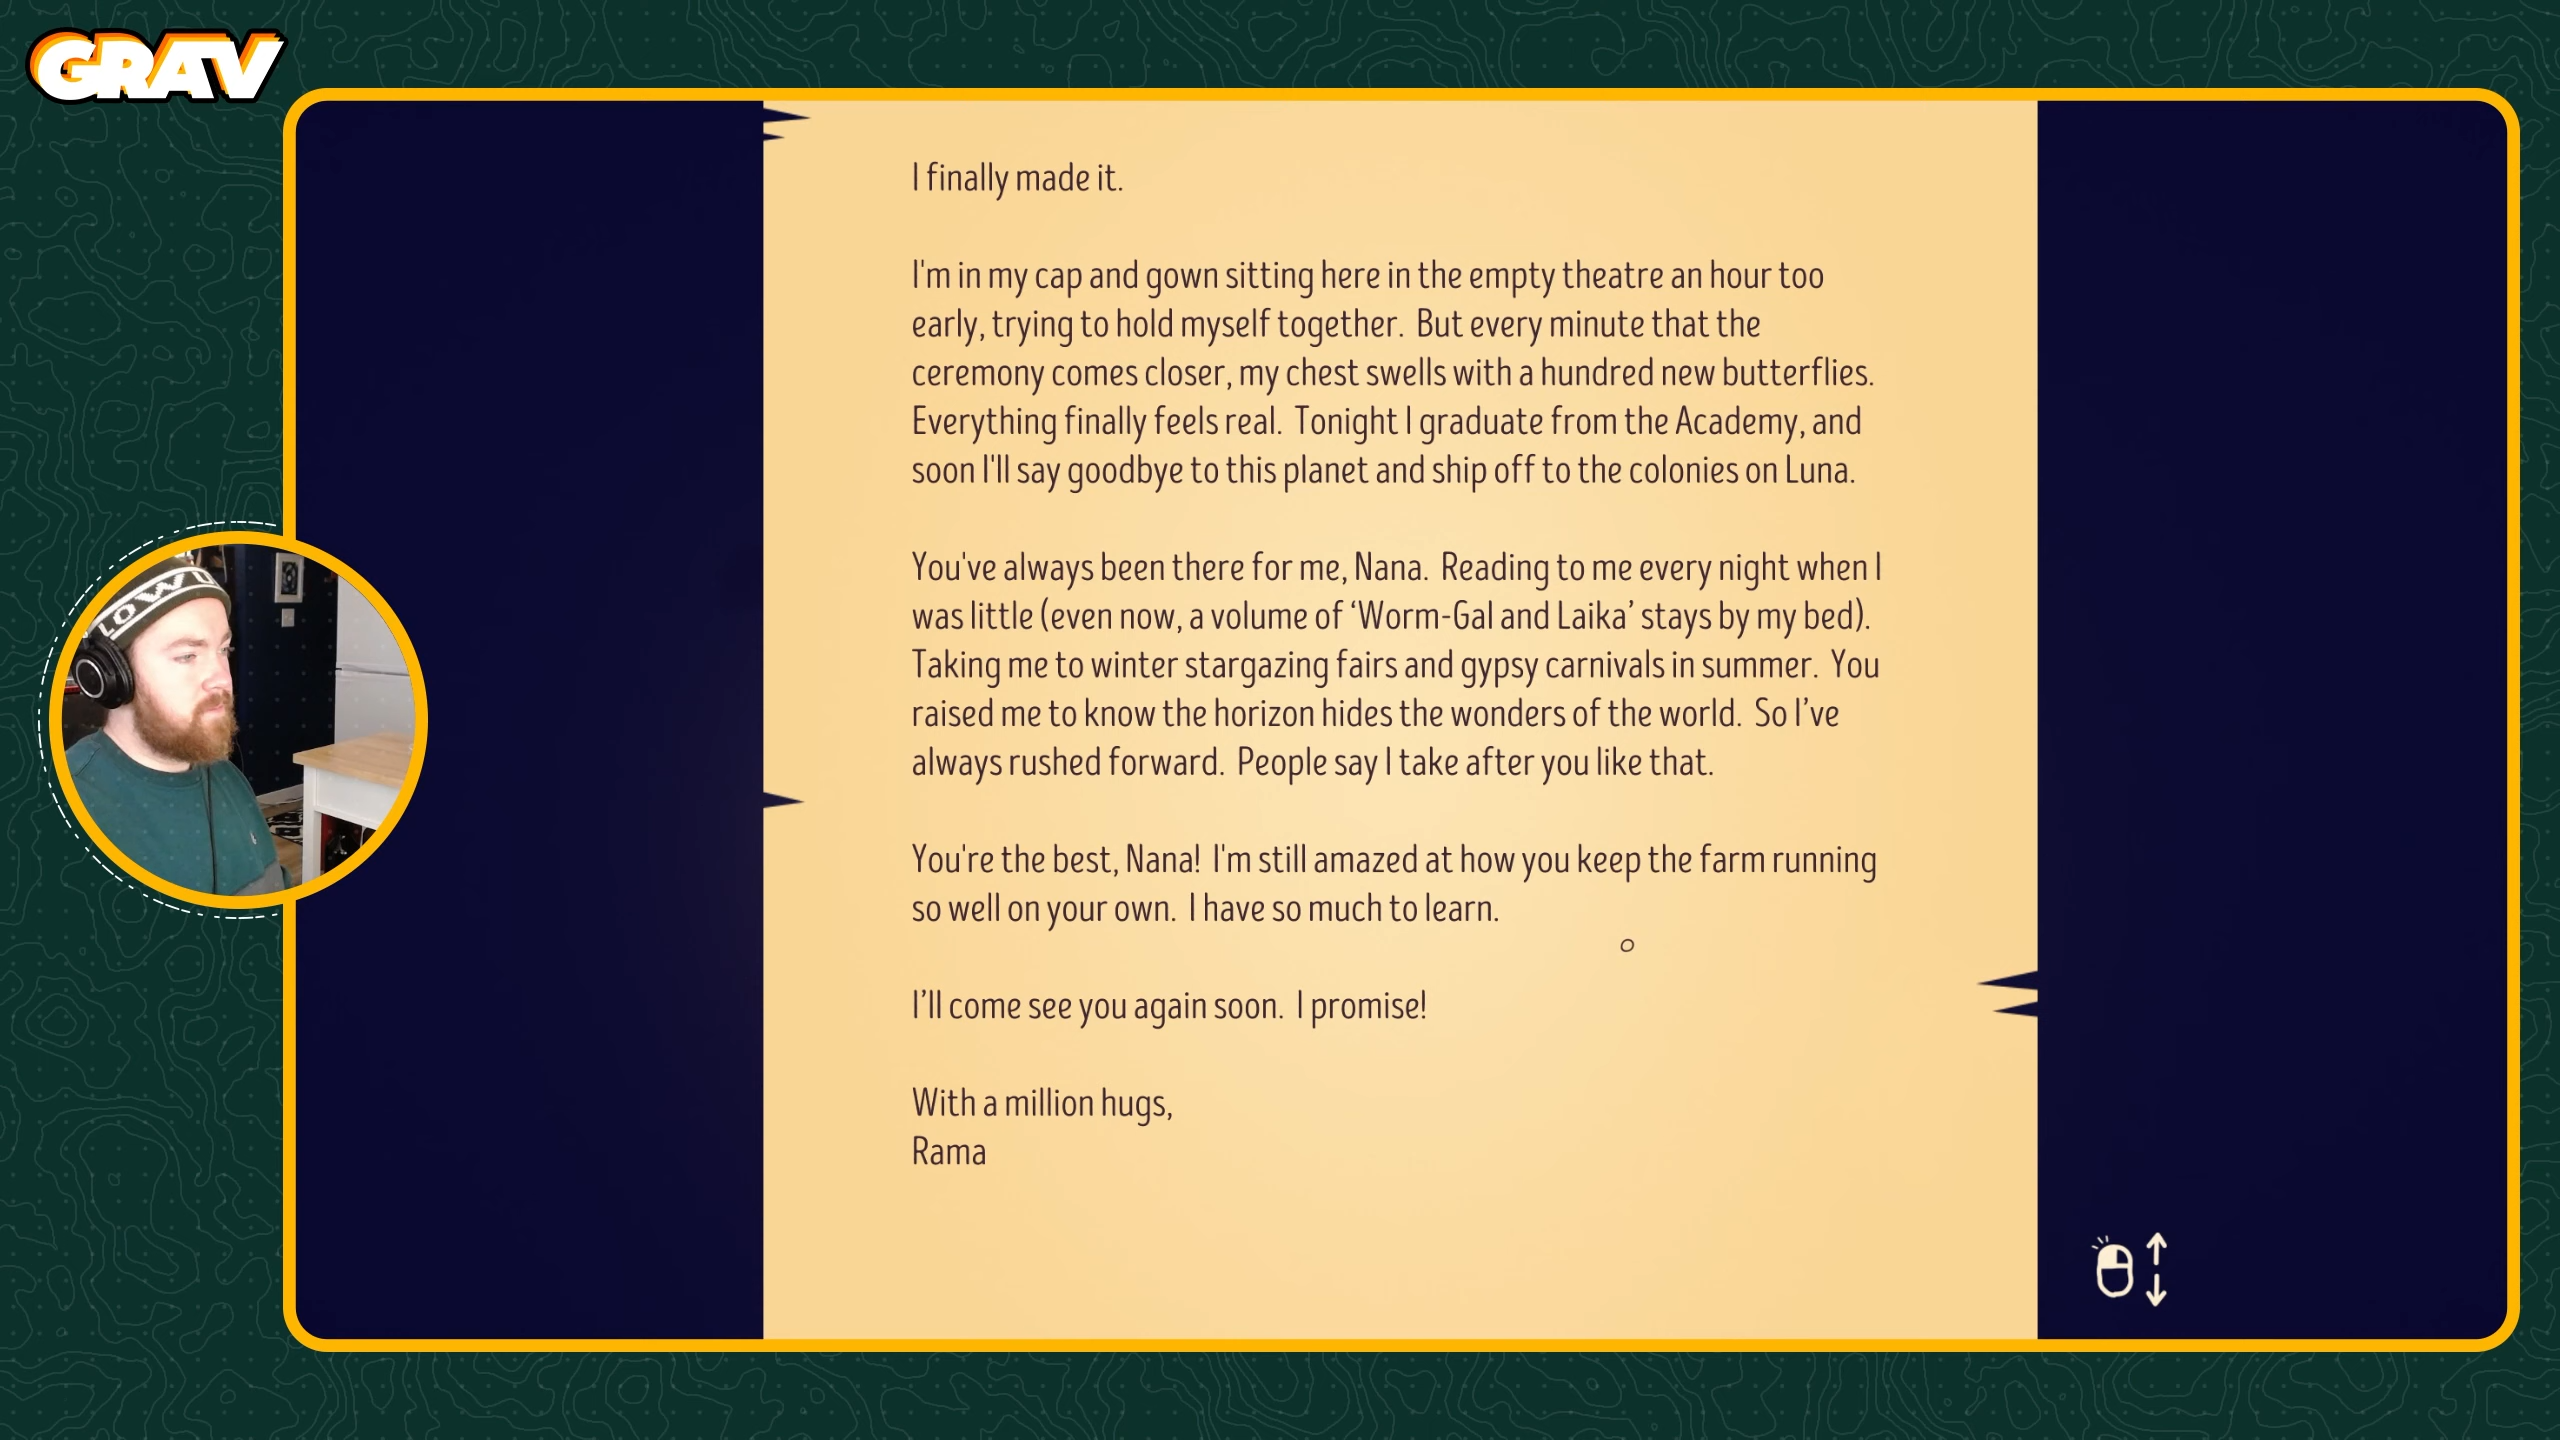 GRAV
I finally made it.
I'm in my cap and gown sitting here in the empty theatre an hour too
early, trying to hold myself together.  But every minute that the
ceremony comes closer, my chest swells with a hundred new butterflies.
Everything finally feels real.  Tonight I graduate from the Academy, and
soon I'll say goodbye to this planet and ship off to the colonies on Luna.
You've always been there for me, Nana.  Reading to me every night when I
was little (even now, a volume of ‘Worm-Gal and Laika’ stays by my bed).
Taking me to winter stargazing fairs and gypsy carnivals in summer.  You
raised me to know the horizon hides the wonders of the world.  So I’ve
always rushed forward.  People say I take after you like that.
You're the best, Nana!  I'm still amazed at how you keep the farm running
so well on your own.  I have so much to learn.
I’ll come see you again soon.  I promise!
With a million hugs,
Rama